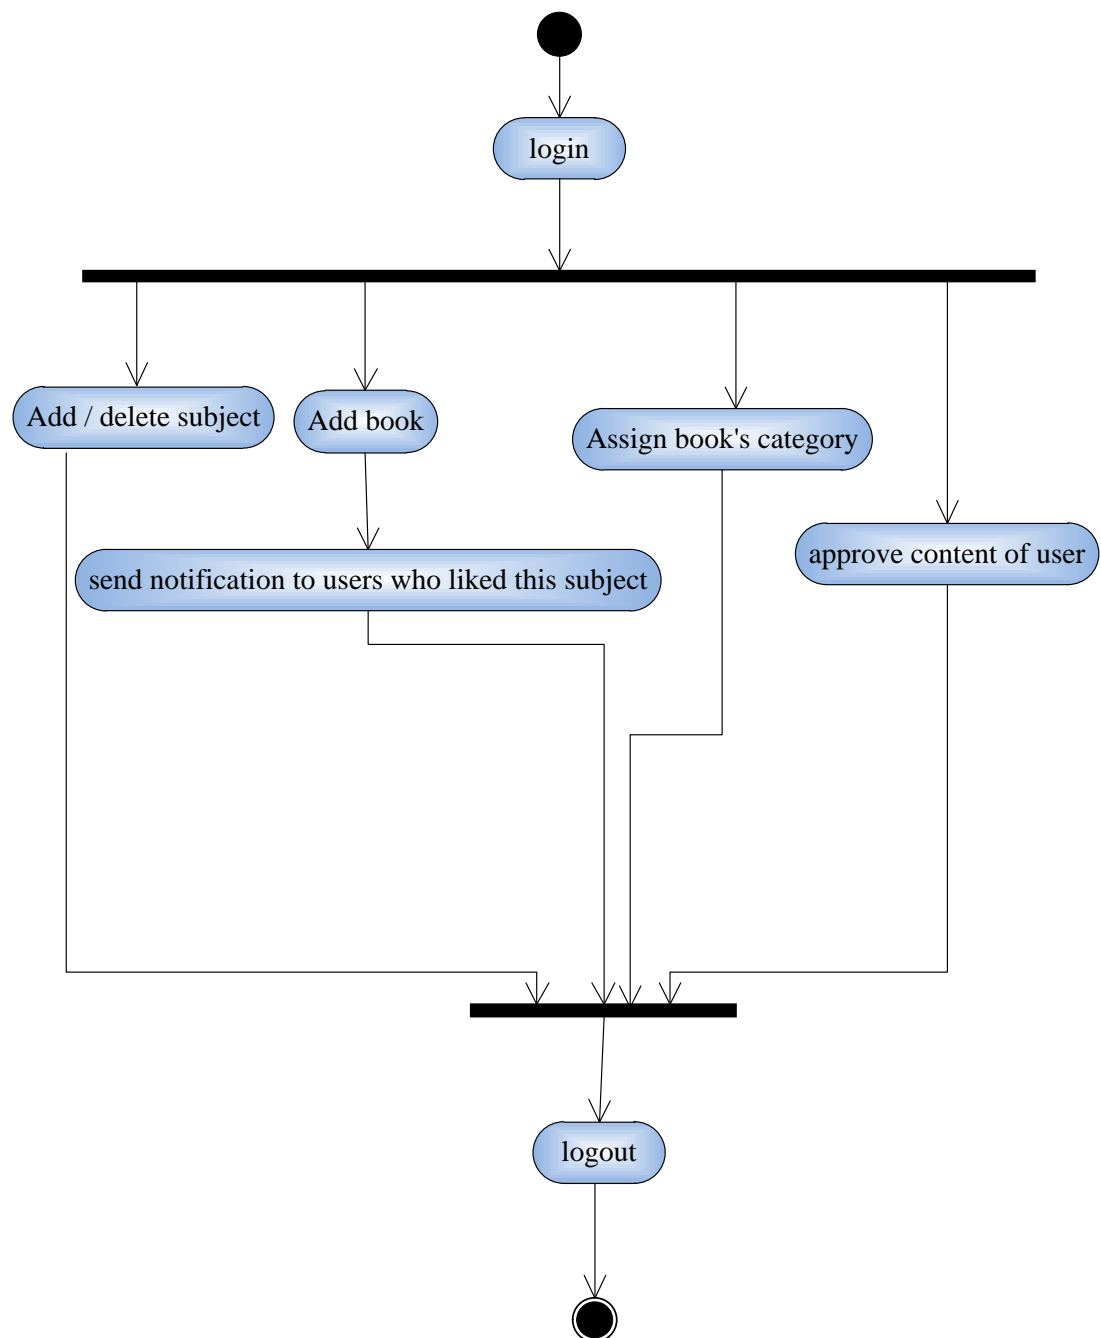 login
Add / delete subject
Add book
Assign book's category
send notification to users who liked this subject
approve content of user
logout